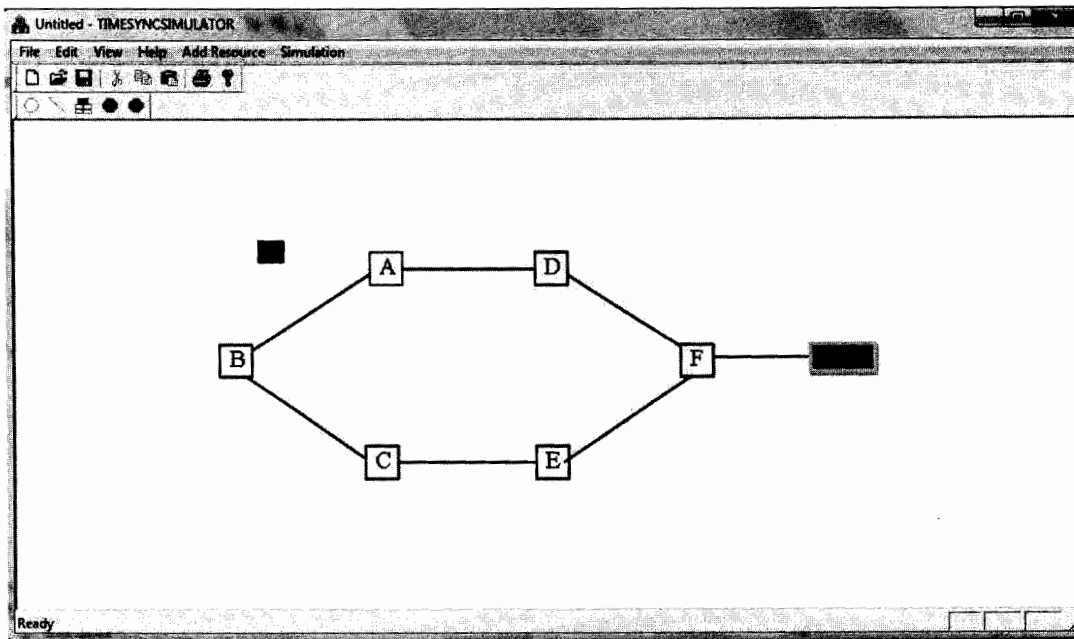 Untitled - TIMESYNCSIMULATOR
File Edit View Help Add Resource Simulation
A D
B F
C E
Ready